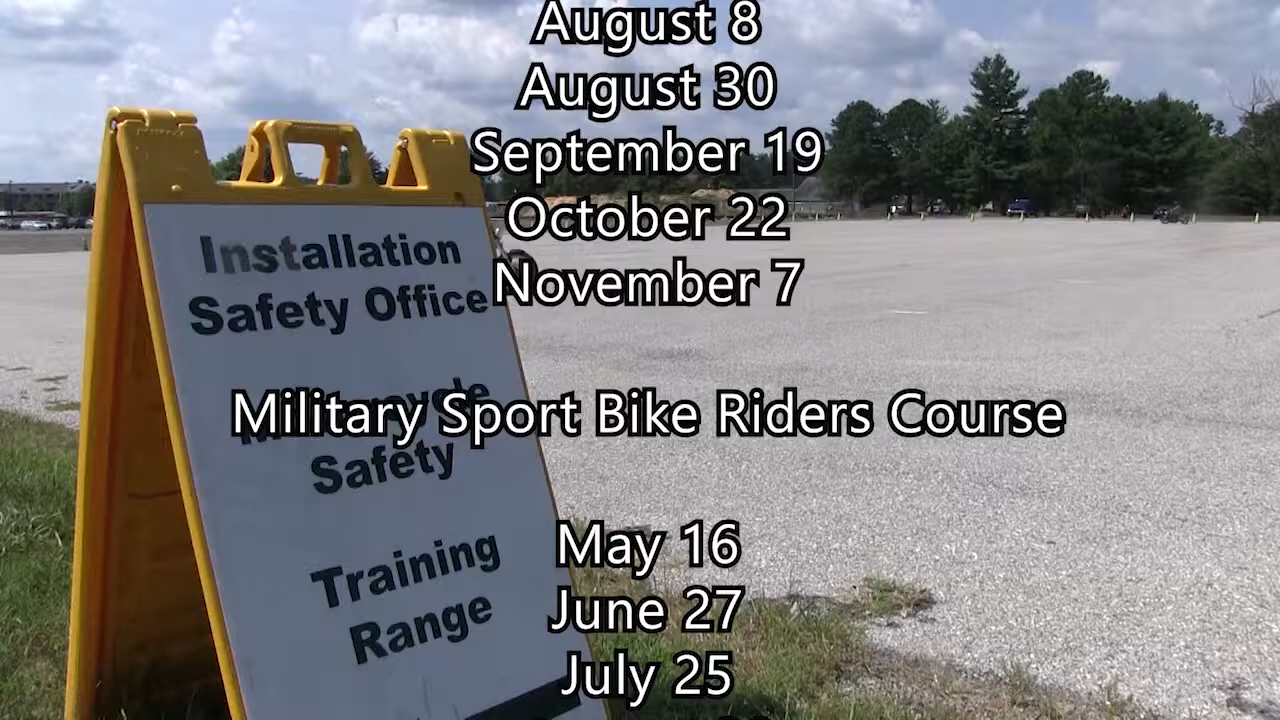 August 8
August 30
September 19
October 22
November 7
Military Sport Bike Riders Course
May 16
June 27
July 25
Installation
Safety Office
Motorcycle
Safety
Training
Range